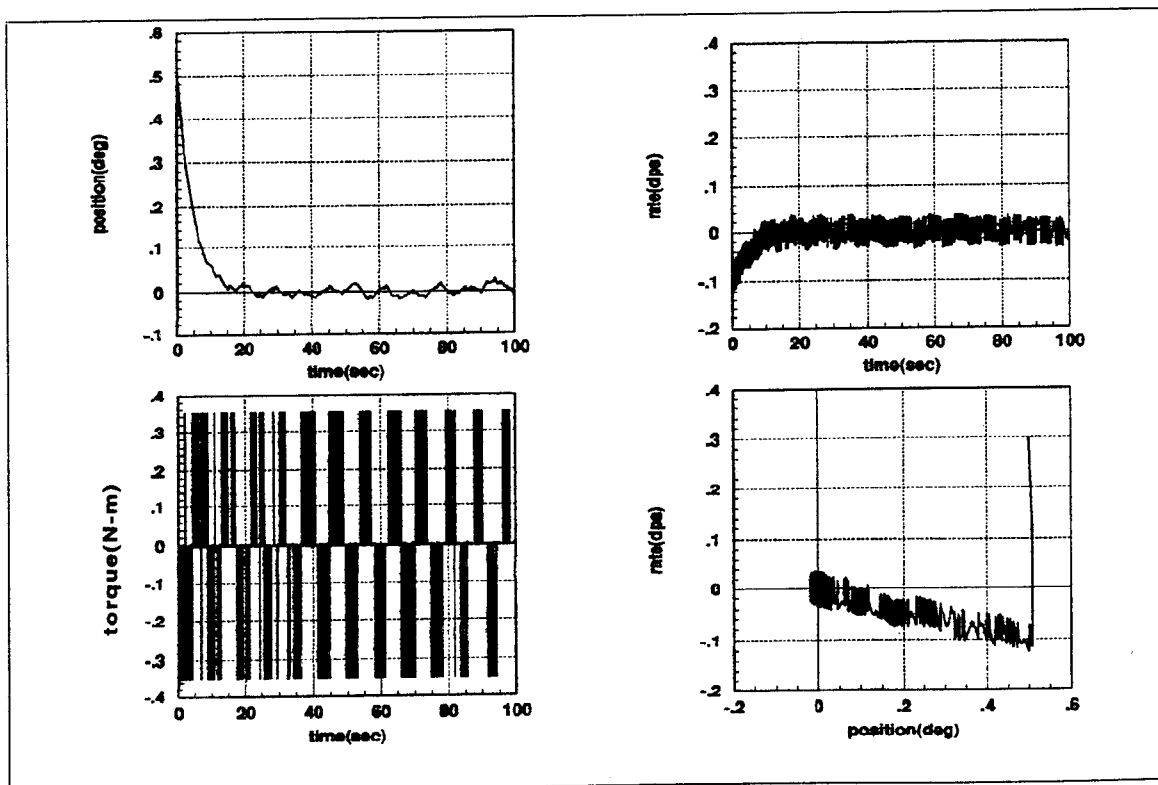 position(deg)
.6
.5
.4
.3
.2
.1
0
-.1
0 20 40 60 80 100
time(sec)
rate(dps)
.4
.3
.2
.1
0
-.1
-.2
0 20 40 60 80 100
time(sec)
torque(N-m)
.4
.3
.2
.1
0
-.1
-.2
-.3
-.4
0 20 40 60 80 100
time(sec)
rate(dps)
.4
.3
.2
.1
0
-.1
-.2
-.2 0 .2 .4 .6
position(deg)